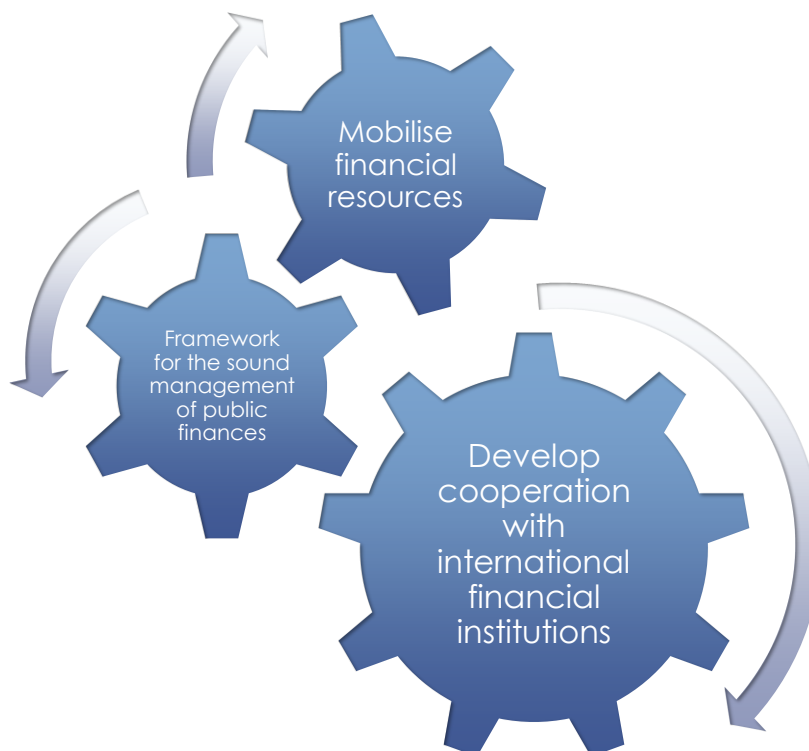 Mobilise
financial
resources
Framework
for the sound
management
of public
finances
Develop
cooperation
with
international
financial
institutions